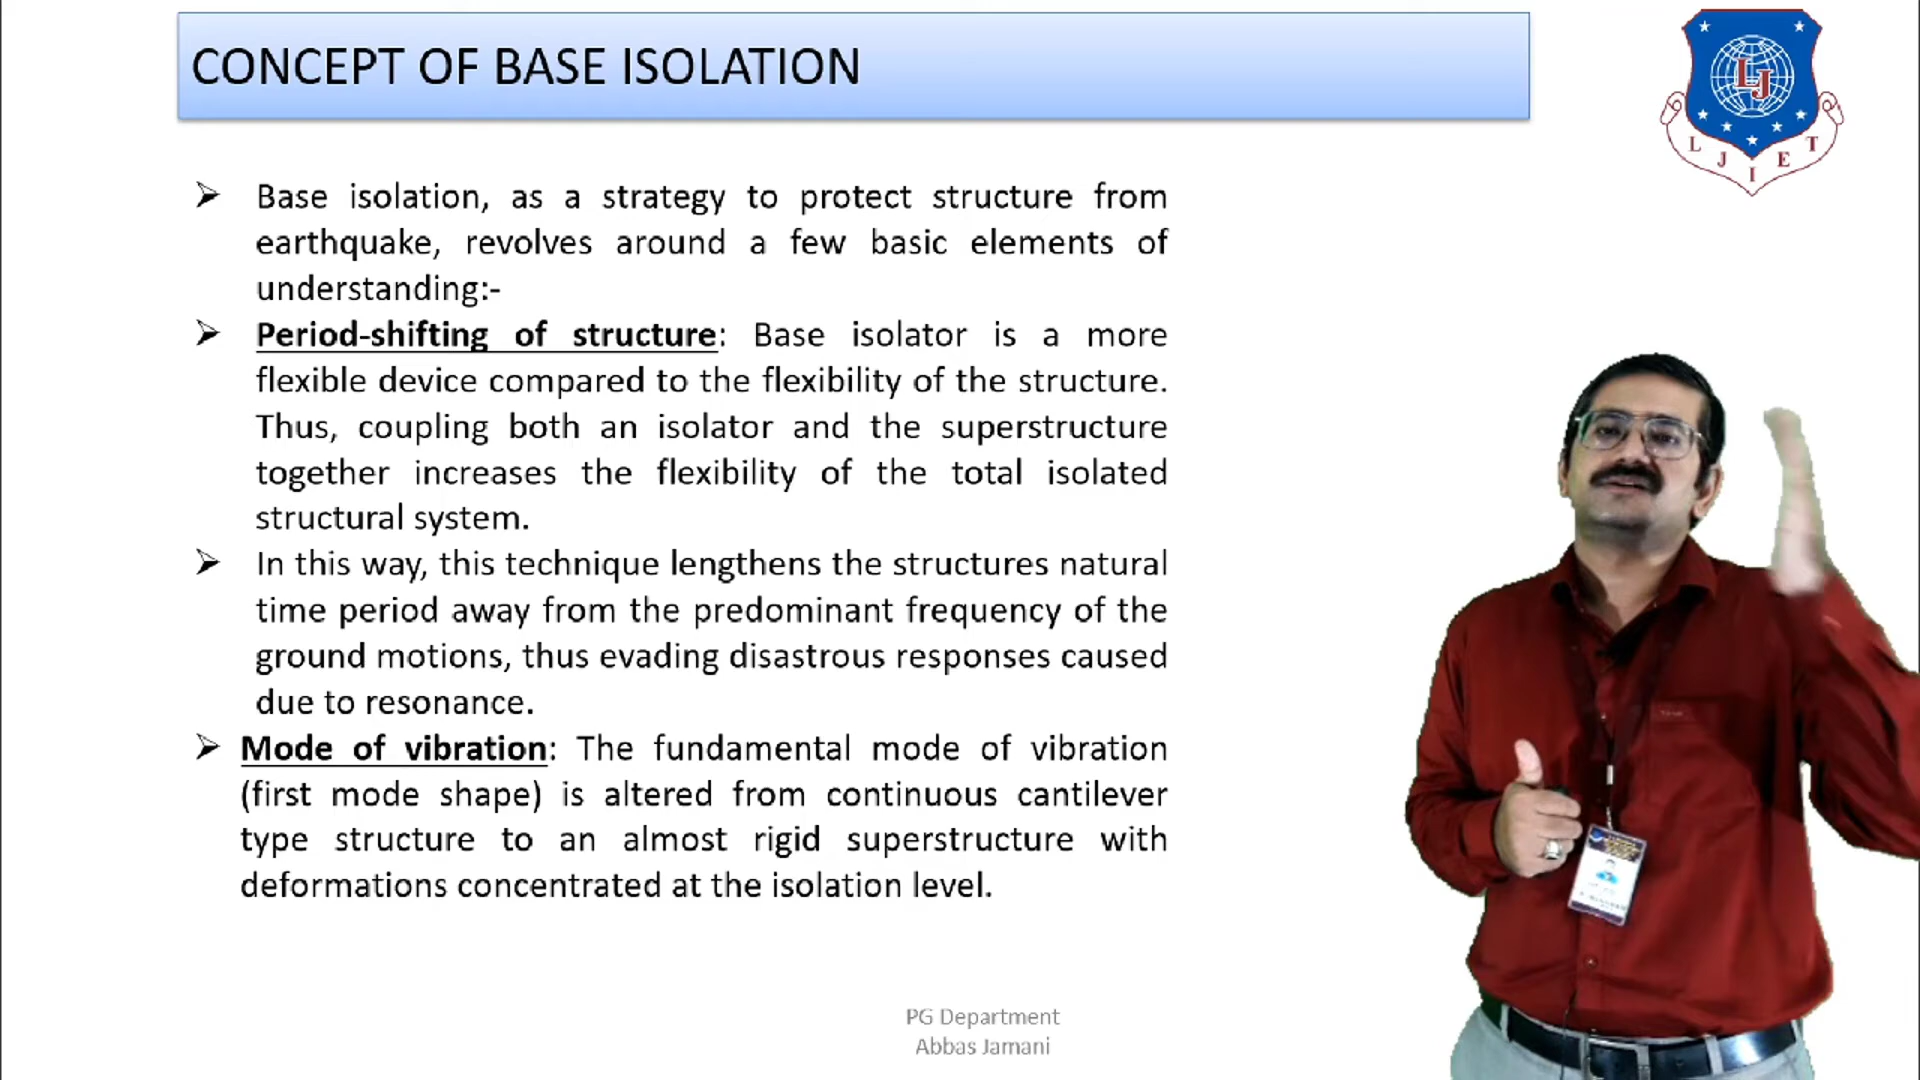 CONCEPT OF BASE ISOLATION
LJ
L J I E T
➢ Base isolation, as a strategy to protect structure from
earthquake, revolves around a few basic elements of
understanding:-
➢ Period-shifting of structure: Base isolator is a more
flexible device compared to the flexibility of the structure.
Thus, coupling both an isolator and the superstructure
together increases the flexibility of the total isolated
structural system.
➢ In this way, this technique lengthens the structures natural
time period away from the predominant frequency of the
ground motions, thus evading disastrous responses caused
due to resonance.
➢ Mode of vibration: The fundamental mode of vibration
(first mode shape) is altered from continuous cantilever
type structure to an almost rigid superstructure with
deformations concentrated at the isolation level.
PG Department
Abbas Jamani